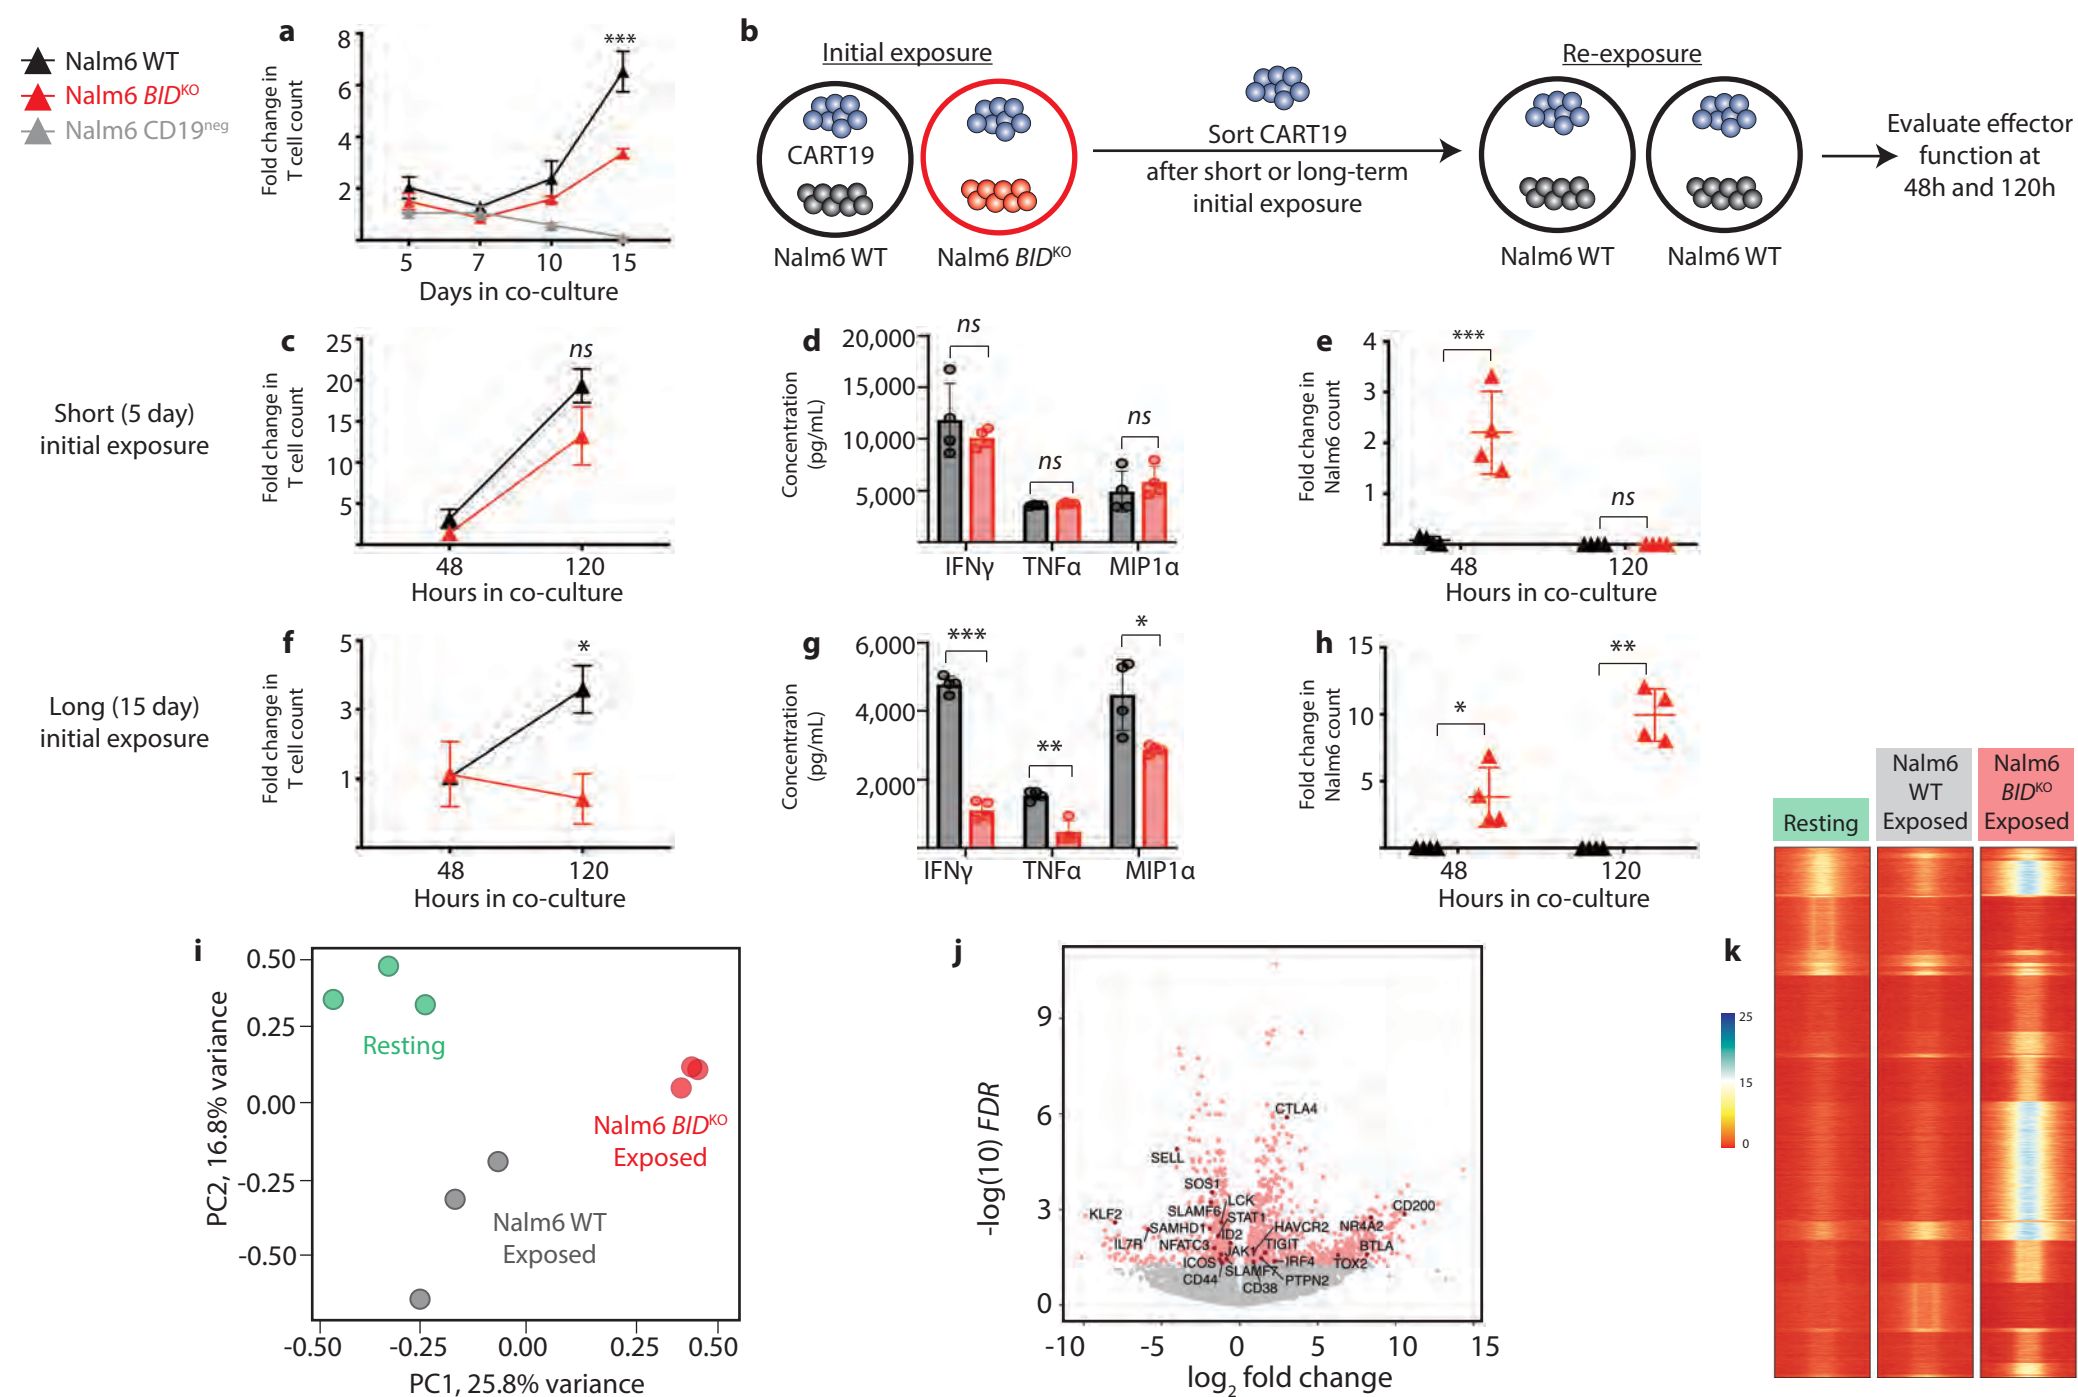 Nalm6 WT
Nalm6 BIDKO
Nalm6 CD19neg
a
Fold change in
T cell count
8
6
4
2
***
5 7 10 15
Days in co-culture
b
Initial exposure
CART19
Nalm6 WT
Nalm6 BIDKO
Sort CART19
after short or long-term
initial exposure
Re-exposure
Nalm6 WT
Nalm6 WT
Evaluate effector
function at
48h and 120h
Short (5 day)
initial exposure
c
Fold change in
T cell count
25
20
15
10
5
ns
48 120
Hours in co-culture
d
Concentration
(pg/mL)
20,000
15,000
10,000
5,000
ns
ns
ns
IFNγ TNFα MIP1α
e
Fold change in
Nalm6 count
4
3
2
1
***
ns
48 120
Hours in co-culture
Long (15 day)
initial exposure
f
Fold change in
T cell count
5
3
1
*
48 120
Hours in co-culture
g
Concentration
(pg/mL)
6,000
4,000
2,000
***
**
*
IFNγ TNFα MIP1α
h
Fold change in
Nalm6 count
15
10
5
*
**
48 120
Hours in co-culture
i
PC2, 16.8% variance
0.50
0.25
0.00
-0.25
-0.50
Resting
Nalm6 BIDKO
Exposed
Nalm6 WT
Exposed
-0.50 -0.25 0.00 0.25 0.50
PC1, 25.8% variance
j
-log(10) FDR
9
6
3
0
CTLA4
SELL
SOS1
LCK
KLF2
SLAMF6
STAT1
CD200
SAMHD1
ID2
HAVCR2
NR4A2
IL7R
NFATC3
JAK1
TIGIT
BTLA
ICOS
SLAMF7
IRF4
TOX2
CD44
CD38
PTPN2
-10 -5 0 5 10 15
log2 fold change
k
Resting
Nalm6
WT
Exposed
Nalm6
BIDKO
Exposed
25
15
0